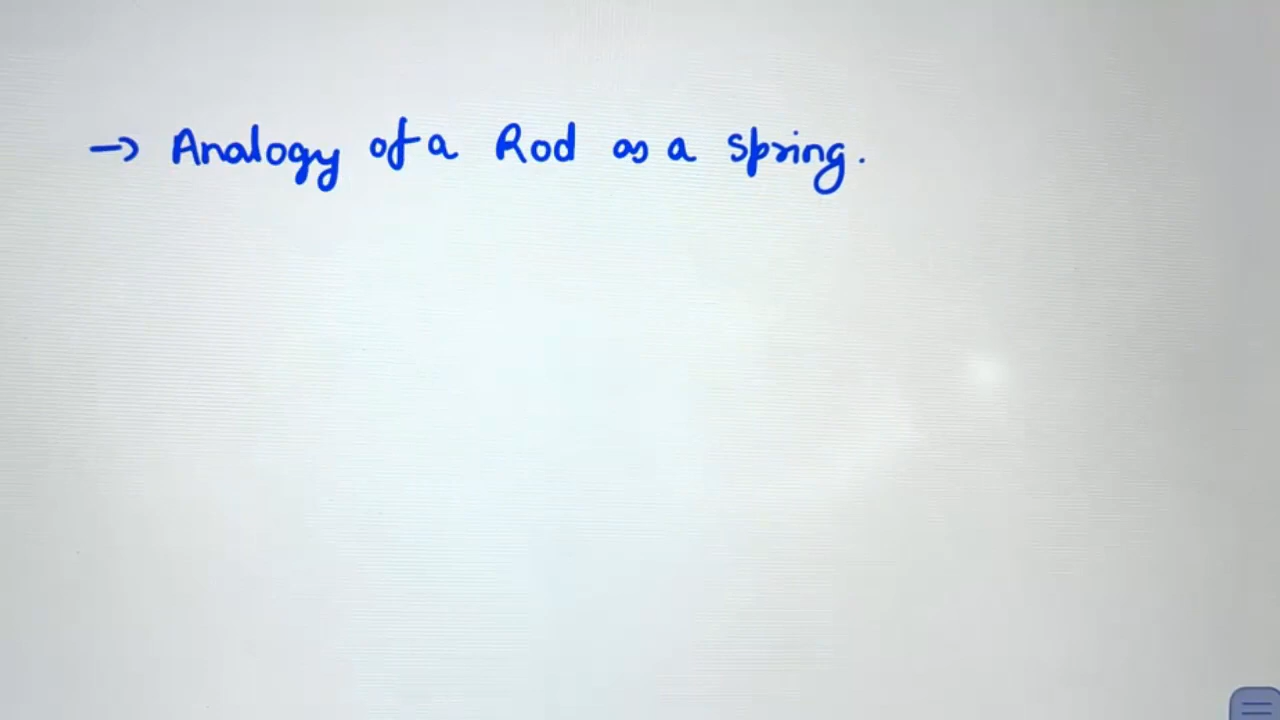 → Analogy of a Rod as a spring.